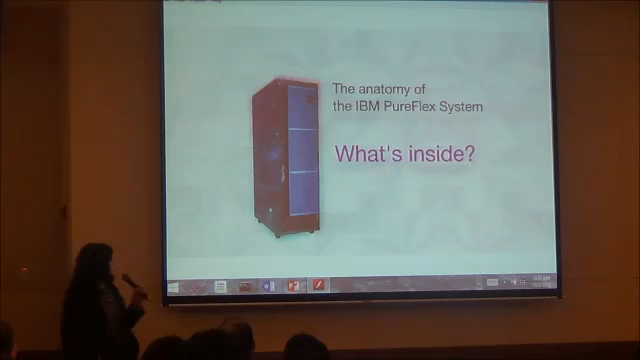 The anatomy of
the IBM PureFlex System
What's inside?